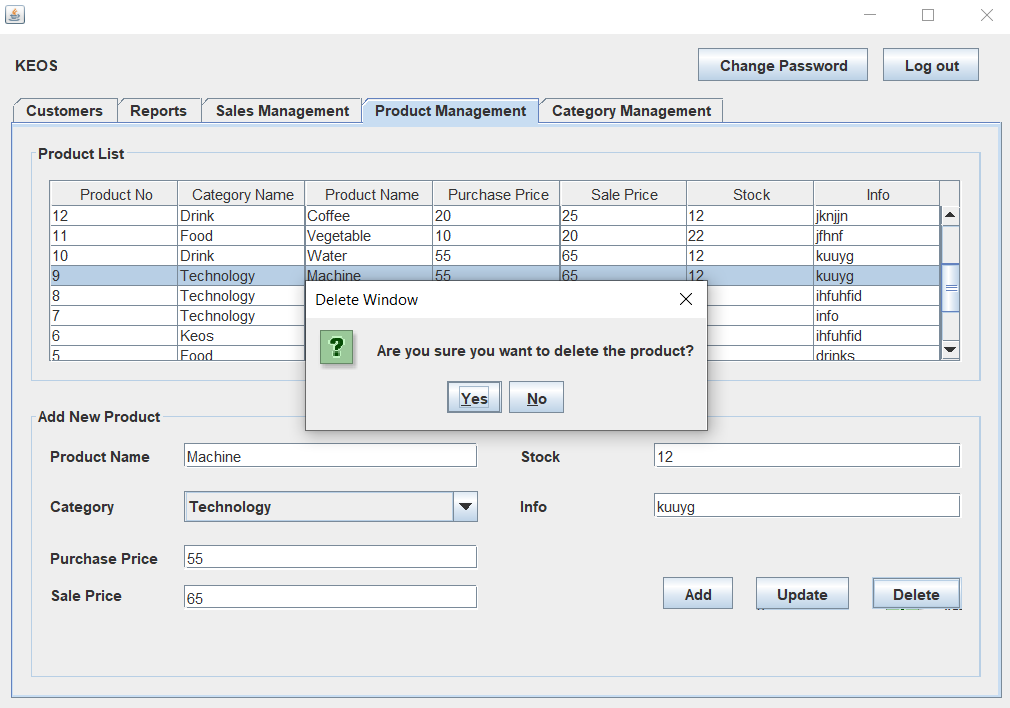 KEOS Change Password Log out
Customers Reports Sales Management Product Management Category Management
Product List
Product No Category Name Product Name Purchase Price Sale Price Stock Info
12 Drink Coffee 20 25 12 jknjjn
11 Food Vegetable 10 20 22 jfhnf
10 Drink Water 55 65 12 kuuyg
9 Technology Machine 55 65 12 kuuyg
8 Technology ihfuhfid
7 Technology info
6 Keos ihfuhfid
5 Food drinks
Delete Window
? Are you sure you want to delete the product?
Yes No
Add New Product
Product Name Machine Stock 12
Category Technology Info kuuyg
Purchase Price 55
Sale Price 65 Add Update Delete